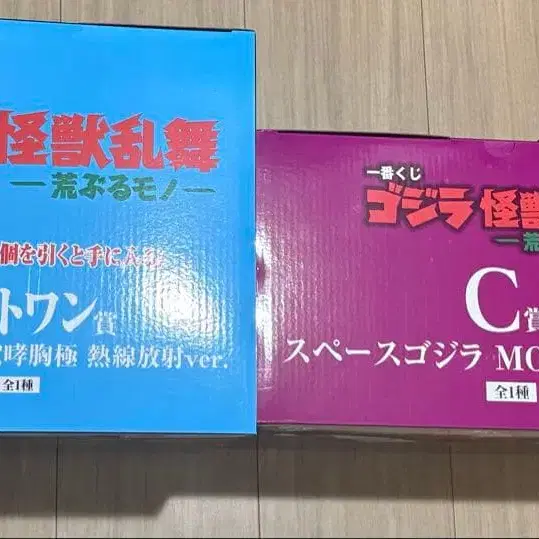 怪獣乱舞
―荒ぶるモノ―
個を引くと手に入る
トワン賞
哮胸極 熱線放射ver.
全1種
一番くじ
ゴジラ 怪獣
―荒
C賞
スペースゴジラ MO
全1種